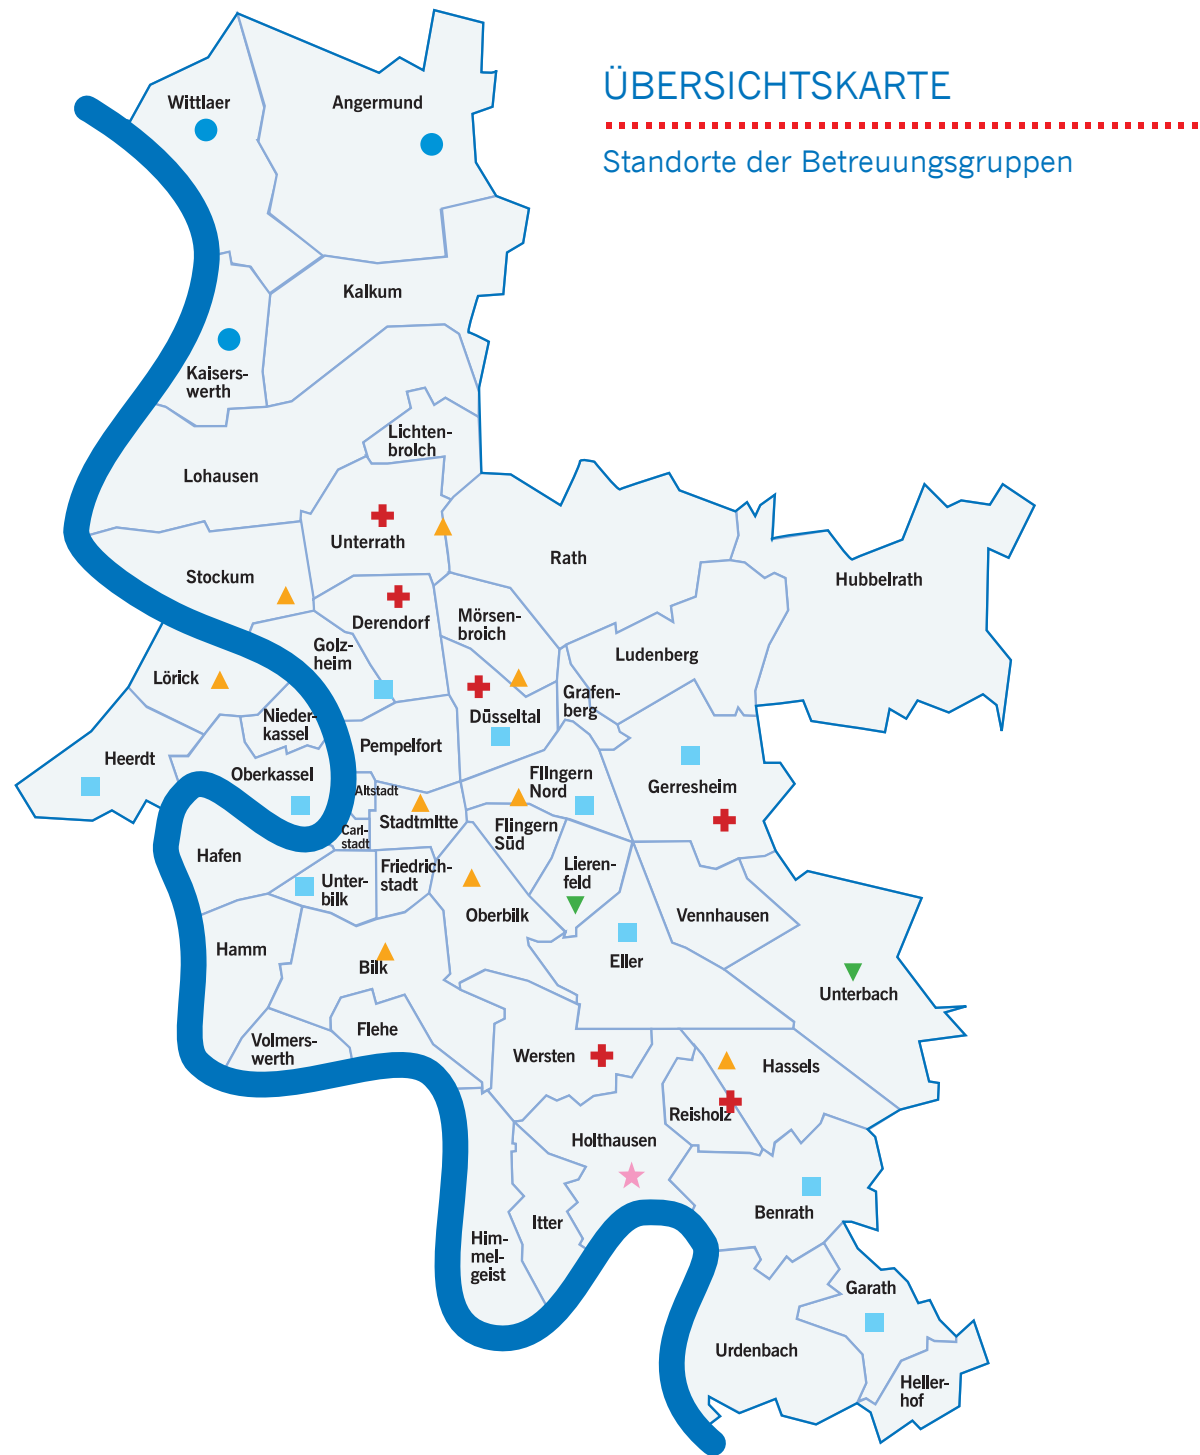 ÜBERSICHTSKARTE
Standorte der Betreuungsgruppen
Wittlaer
Angermund
Kalkum
Kaisers-
werth
Lichten-
broich
Lohausen
Unterrath
Rath
Hubbelrath
Stockum
Derendorf
Mörsen-
broich
Golz-
heim
Ludenberg
Lörick
Grafen-
berg
Nieder-
kassel
Düsseltal
Pempelfort
Heerdt
Oberkassel
Altstadt
Flingern
Nord
Gerresheim
Stadtmitte
Carl-
stadt
Flingern
Süd
Hafen
Friedrich-
stadt
Lieren-
feld
Unter-
bilk
Oberbilk
Vennhausen
Hamm
Bilk
Eller
Unterbach
Flehe
Volmers-
werth
Wersten
Hassels
Reisholz
Holthausen
Benrath
Itter
Him-
mel-
geist
Garath
Urdenbach
Heller-
hof